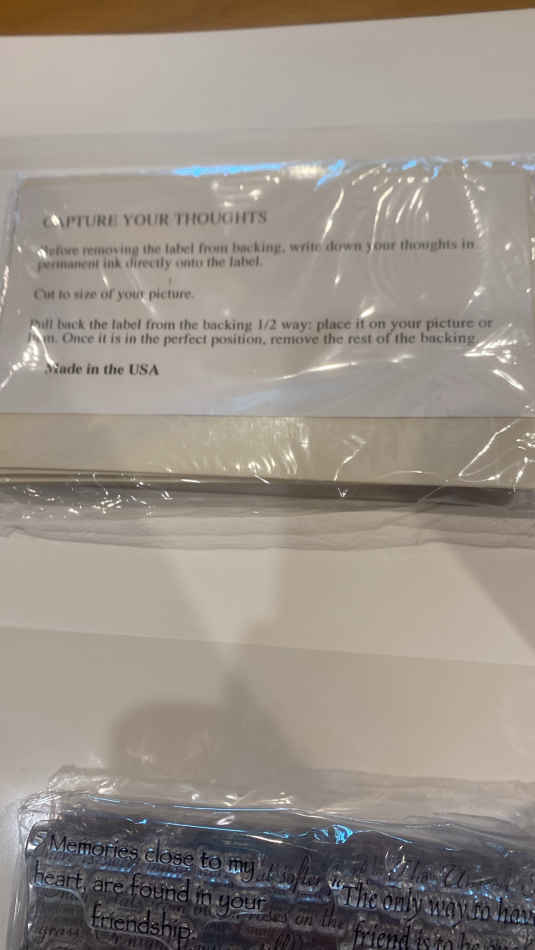 CAPTURE YOUR THOUGHTS
Before removing the label from backing, write down your thoughts in
permanent ink directly onto the label.
Cut to size of your picture.
Pull back the label from the backing 1/2 way: place it on your picture or
item. Once it is in the perfect position, remove the rest of the backing
Made in the USA
Memories close to my
heart, are found in your
friendship.
"The only way to have
friend is to be
roses on the